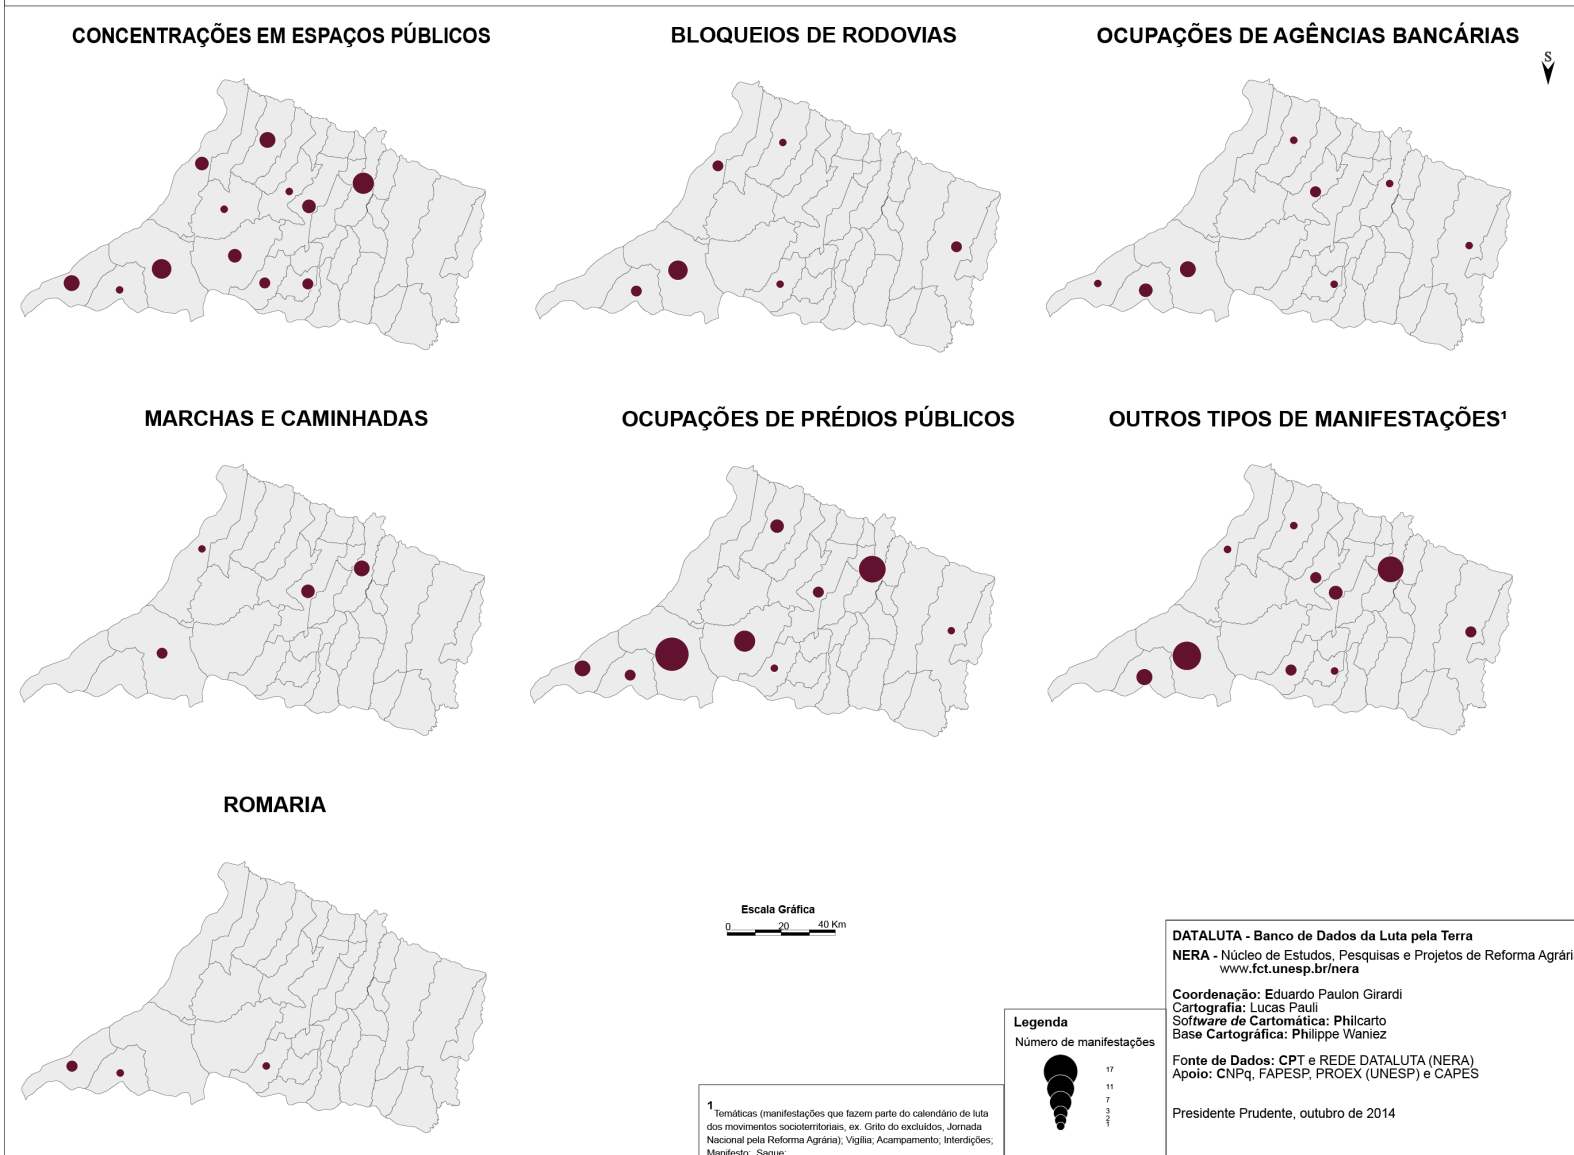 CONCENTRAÇÕES EM ESPAÇOS PÚBLICOS
BLOQUEIOS DE RODOVIAS
OCUPAÇÕES DE AGÊNCIAS BANCÁRIAS
S
MARCHAS E CAMINHADAS
OCUPAÇÕES DE PRÉDIOS PÚBLICOS
OUTROS TIPOS DE MANIFESTAÇÕES¹
ROMARIA
Escala Gráfica
0 20 40 Km
1 Temáticas (manifestações que fazem parte do calendário de luta
dos movimentos socioterritoriais, ex. Grito do excluídos, Jornada
Nacional pela Reforma Agrária); Vigília; Acampamento; Interdições;
Manifesto; Saque;
Legenda
Número de manifestações
17
11
7
3
2
1
DATALUTA - Banco de Dados da Luta pela Terra
NERA - Núcleo de Estudos, Pesquisas e Projetos de Reforma Agrári
www.fct.unesp.br/nera
Coordenação: Eduardo Paulon Girardi
Cartografia: Lucas Pauli
Software de Cartomática: Philcarto
Base Cartográfica: Philippe Waniez
Fonte de Dados: CPT e REDE DATALUTA (NERA)
Apoio: CNPq, FAPESP, PROEX (UNESP) e CAPES
Presidente Prudente, outubro de 2014